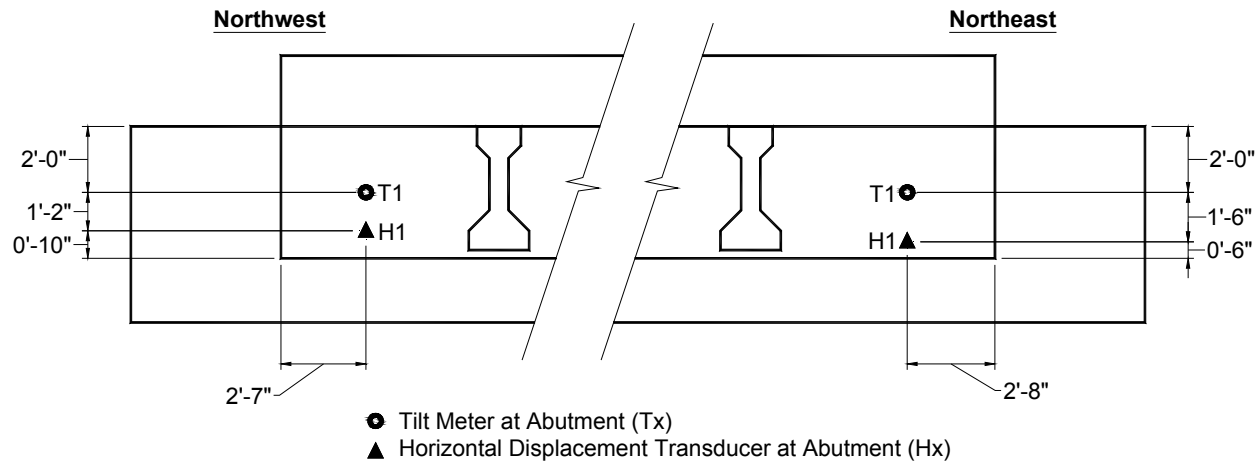 Northwest
Northeast
2'-0"
1'-2"
0'-10"
T1
H1
T1
H1
2'-0"
1'-6"
0'-6"
2'-7"
2'-8"
Tilt Meter at Abutment (Tx)
Horizontal Displacement Transducer at Abutment (Hx)